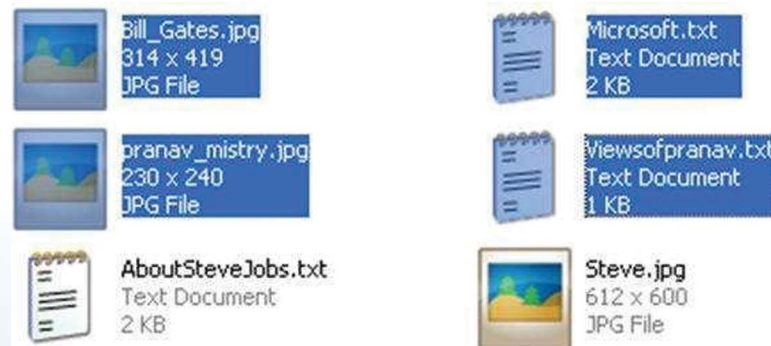 Bill_Gates.jpg
314 x 419
JPG File
Microsoft.txt
Text Document
2 KB
pranav_mistry.jpg
230 x 240
JPG File
Viewsofpranav.txt
Text Document
1 KB
AboutSteveJobs.txt
Text Document
2 KB
Steve.jpg
612 x 600
JPG File